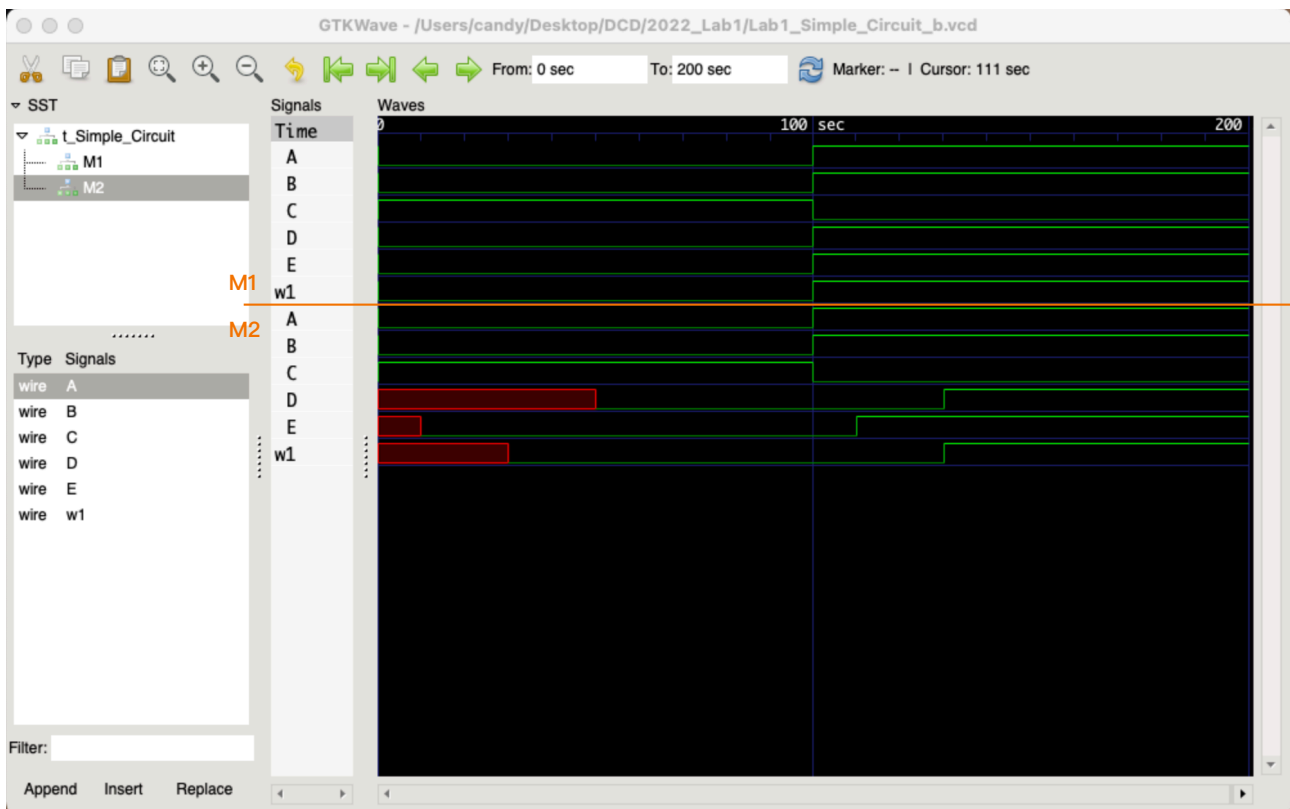 GTKWave - /Users/candy/Desktop/DCD/2022_Lab1/Lab1_Simple_Circuit_b.vcd
From: 0 sec To: 200 sec Marker: -- | Cursor: 111 sec
SST
t_Simple_Circuit
M1
M2
Type Signals
wire A
wire B
wire C
wire D
wire E
wire w1
Filter:
Append Insert Replace
Signals
Time
A
B
C
D
E
w1
A
B
C
D
E
w1
M1
M2
Waves
0 100 sec 200